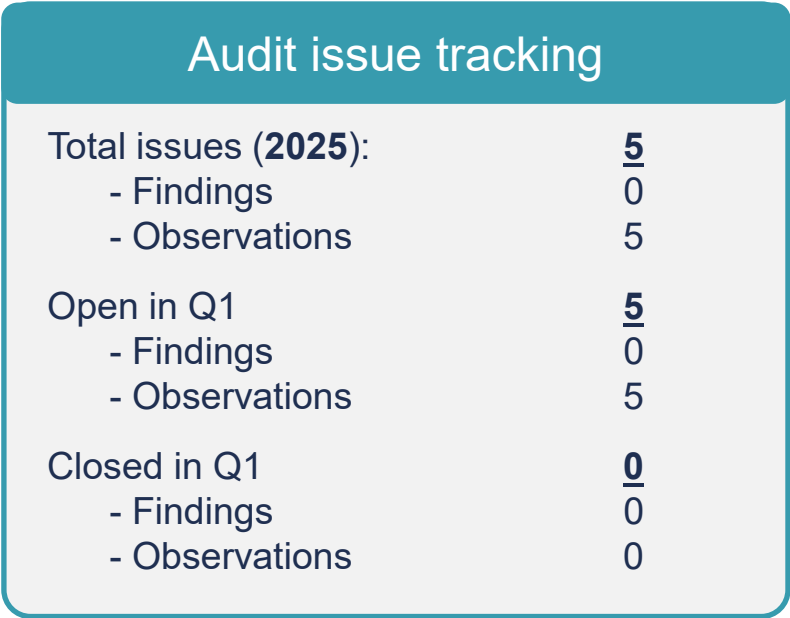 Audit issue tracking
Total issues (2025): 5
- Findings 0
- Observations 5
Open in Q1 5
- Findings 0
- Observations 5
Closed in Q1 0
- Findings 0
- Observations 0